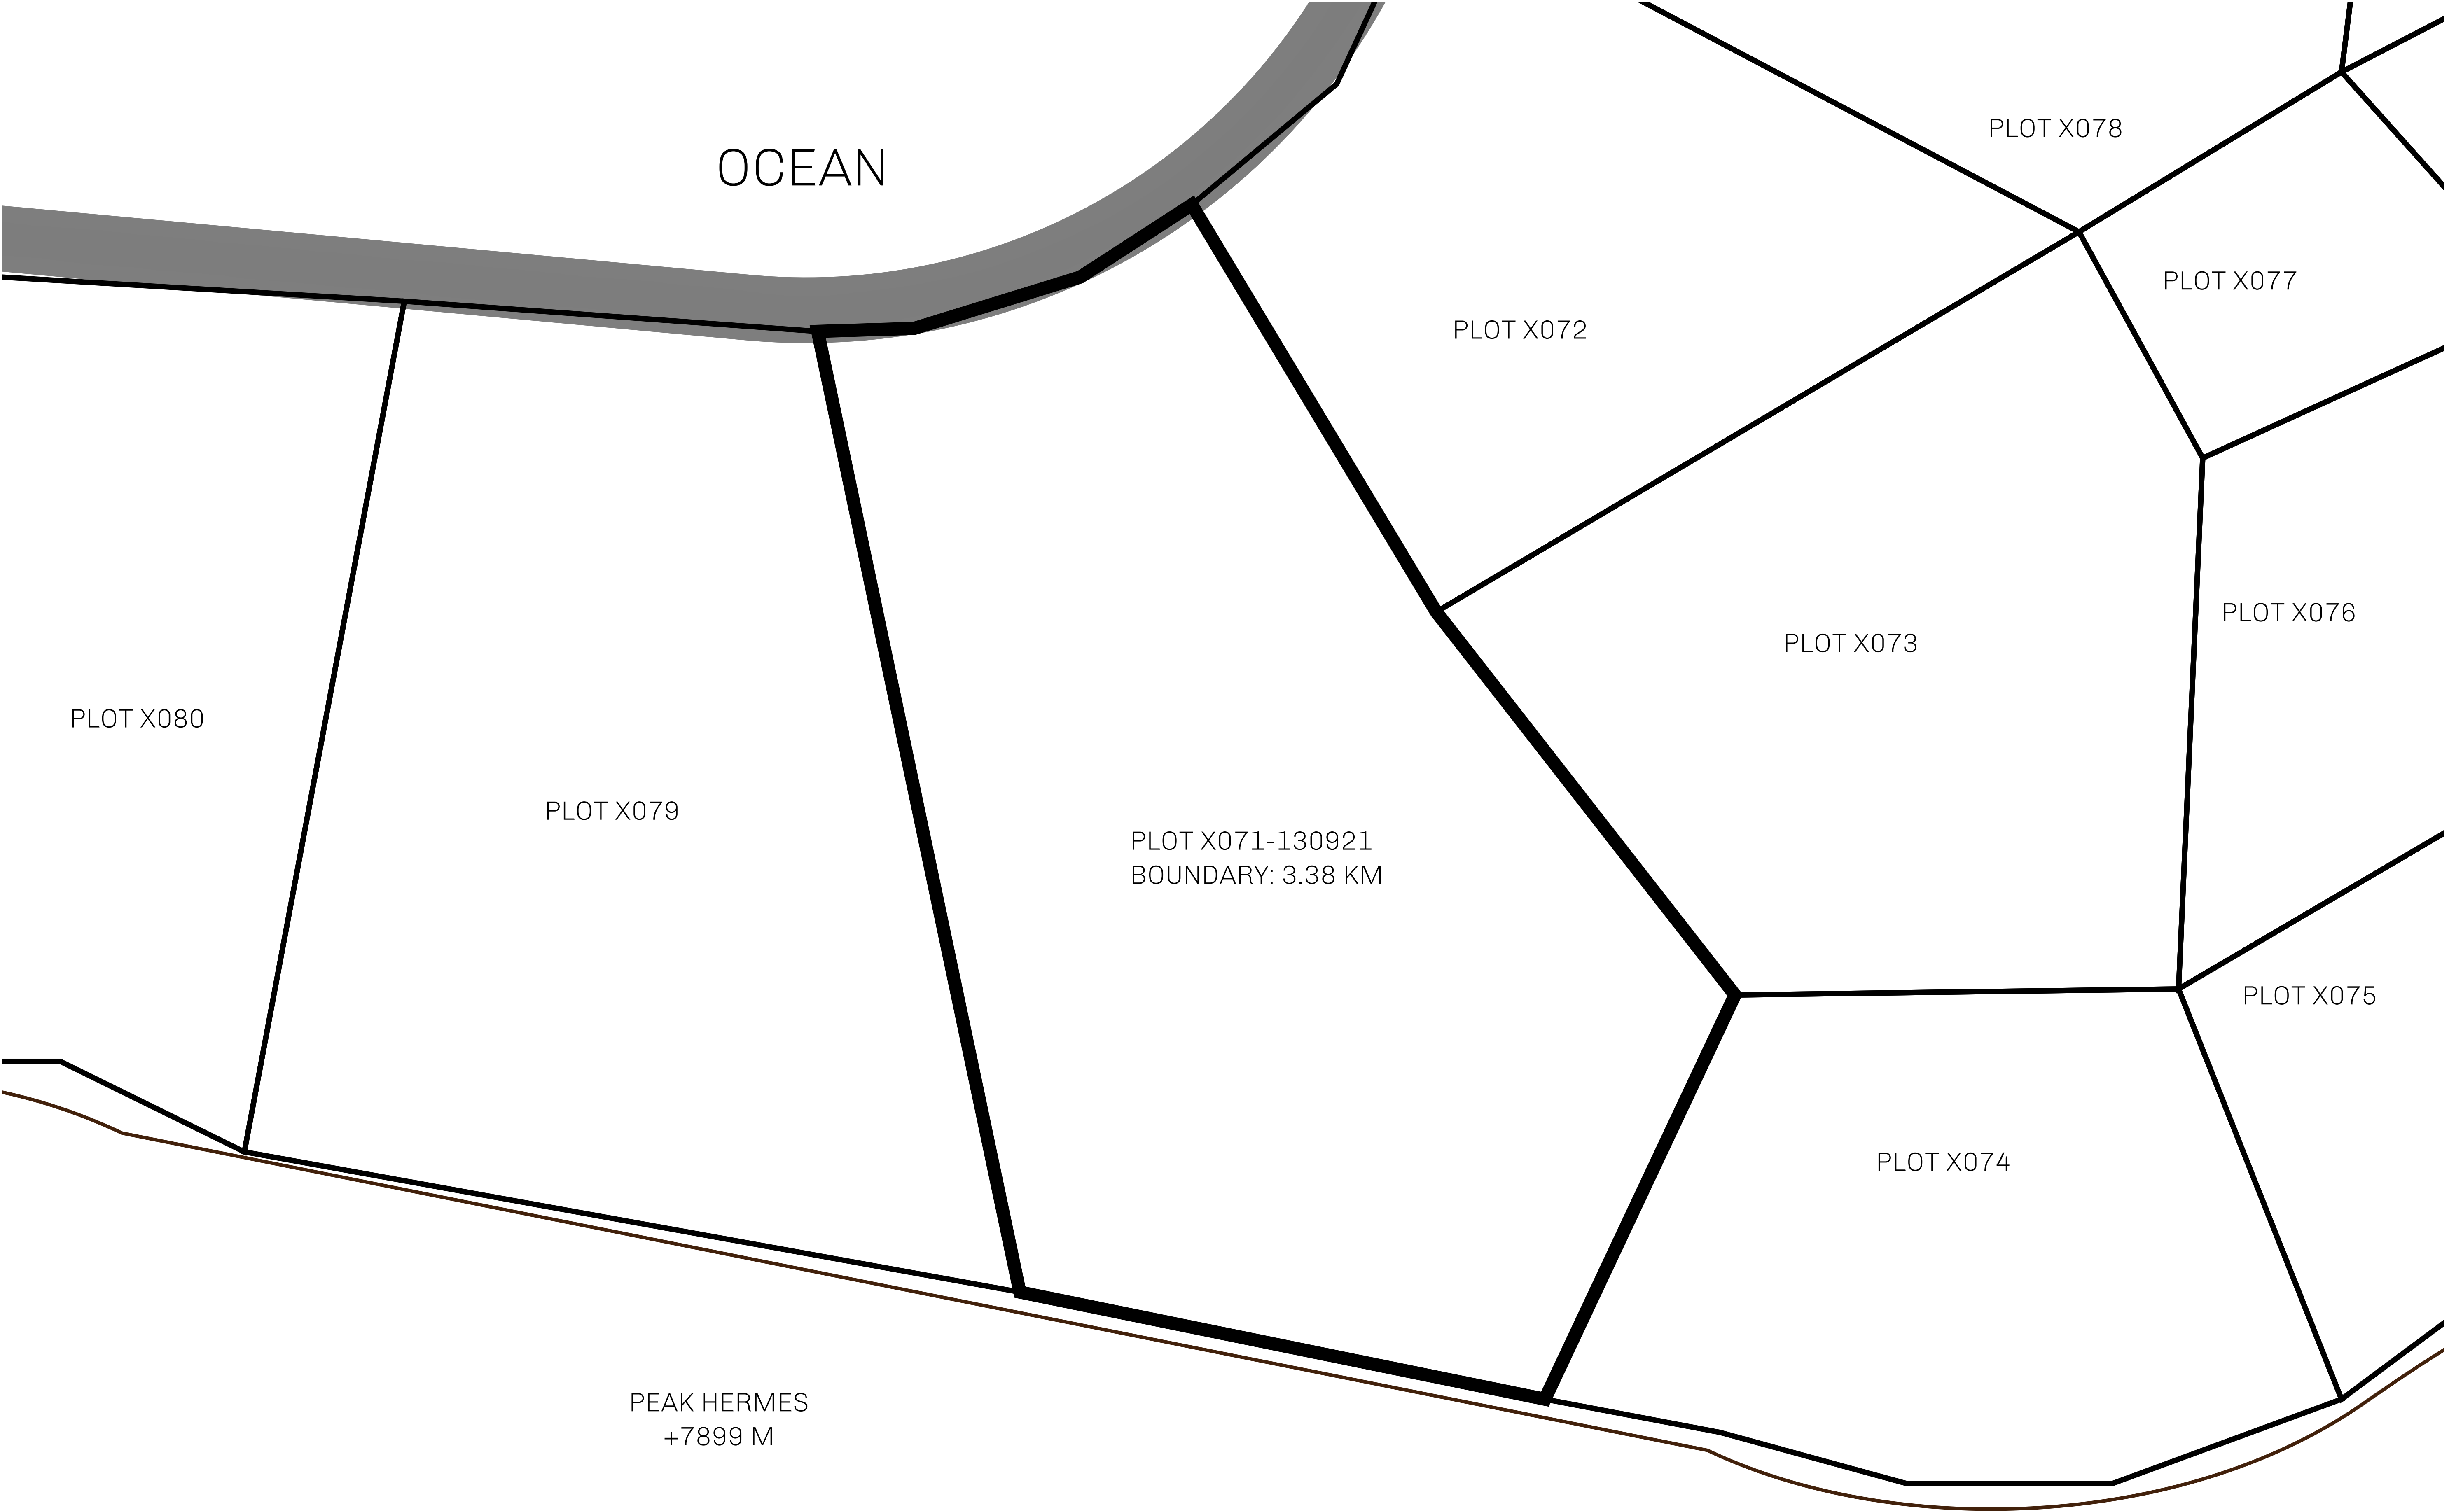 PLOT X078
OCEAN
PLOT X077
PLOT X072
PLOT X076
PLOT X073
PLOT X080
PLOT X079
PLOT X071-130921
BOUNDARY: 3.38 KM
PLOT X075
PLOT X074
PEAK HERMES
+7899 M